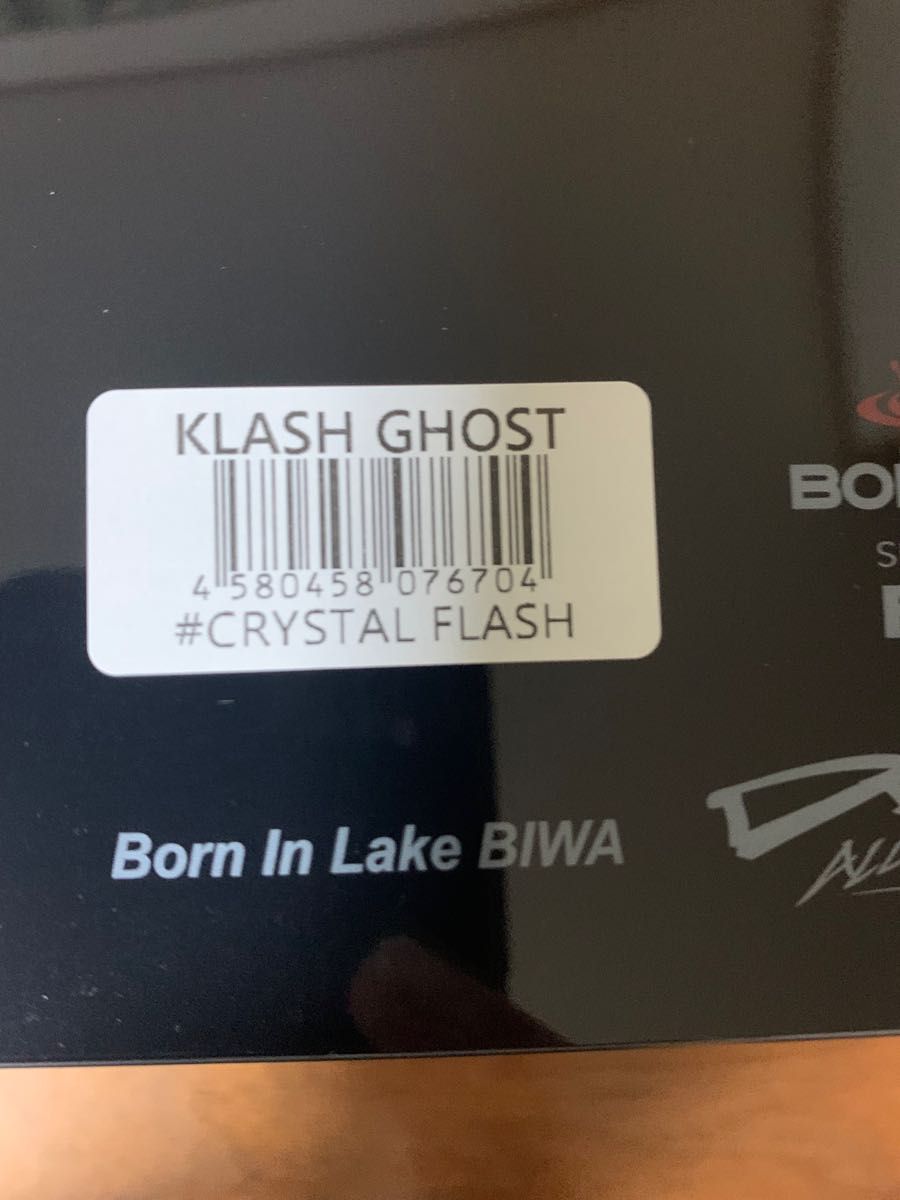 KLASH GHOST
4 580458 076704
#CRYSTAL FLASH
Born In Lake BIWA